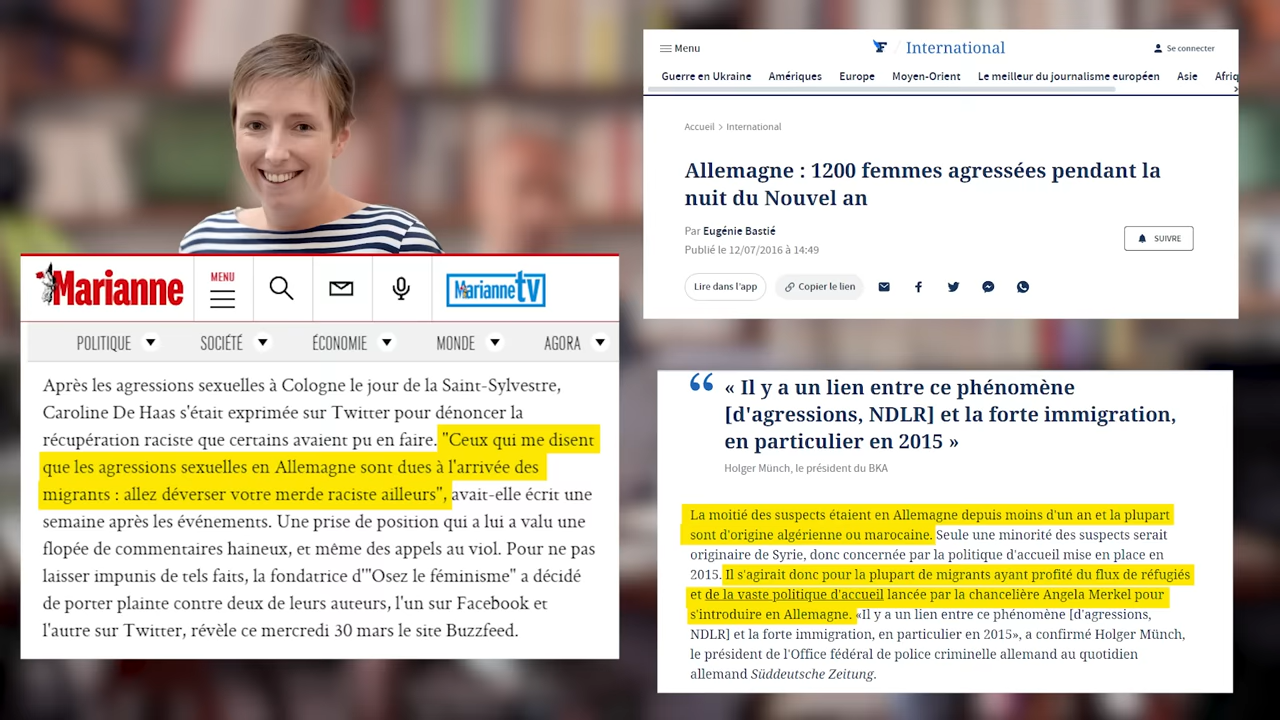 Marianne
MENU
MarianneTV
POLITIQUE
SOCIÉTÉ
ÉCONOMIE
MONDE
AGORA
Après les agressions sexuelles à Cologne le jour de la Saint-Sylvestre,
Caroline De Haas s'était exprimée sur Twitter pour dénoncer la
récupération raciste que certains avaient pu en faire. "Ceux qui me disent
que les agressions sexuelles en Allemagne sont dues à l'arrivée des
migrants : allez déverser votre merde raciste ailleurs", avait-elle écrit une
semaine après les événements. Une prise de position qui a lui a valu une
flopée de commentaires haineux, et même des appels au viol. Pour ne pas
laisser impunis de tels faits, la fondatrice d'"Osez le féminisme" a décidé
de porter plainte contre deux de leurs auteurs, l'un sur Facebook et
l'autre sur Twitter, révèle ce mercredi 30 mars le site Buzzfeed.
Menu
F / International
Se connecter
Guerre en Ukraine Amériques Europe Moyen-Orient Le meilleur du journalisme européen Asie Afriq
Accueil > International
Allemagne : 1200 femmes agressées pendant la
nuit du Nouvel an
Par Eugénie Bastié
Publié le 12/07/2016 à 14:49
SUIVRE
Lire dans l'app
Copier le lien
“ « Il y a un lien entre ce phénomène
[d'agressions, NDLR] et la forte immigration,
en particulier en 2015 »
Holger Münch, le président du BKA
La moitié des suspects étaient en Allemagne depuis moins d'un an et la plupart
sont d'origine algérienne ou marocaine. Seule une minorité des suspects serait
originaire de Syrie, donc concernée par la politique d'accueil mise en place en
2015. Il s'agirait donc pour la plupart de migrants ayant profité du flux de réfugiés
et de la vaste politique d'accueil lancée par la chancelière Angela Merkel pour
s'introduire en Allemagne. «Il y a un lien entre ce phénomène [d'agressions,
NDLR] et la forte immigration, en particulier en 2015», a confirmé Holger Münch,
le président de l'Office fédéral de police criminelle allemand au quotidien
allemand Süddeutsche Zeitung.